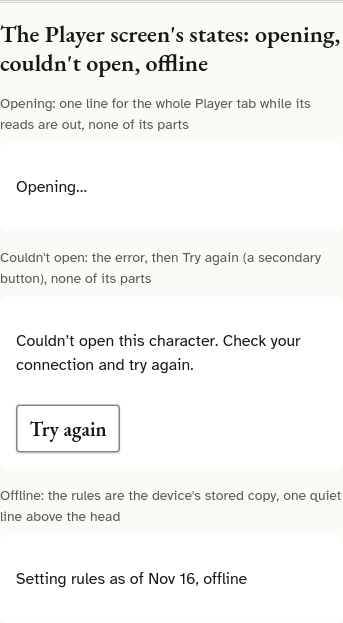 The Player screen's states: opening,
couldn't open, offline
Opening: one line for the whole Player tab while its
reads are out, none of its parts
Opening…
Couldn't open: the error, then Try again (a secondary
button), none of its parts
Couldn’t open this character. Check your
connection and try again.
Try again
Offline: the rules are the device's stored copy, one quiet
line above the head
Setting rules as of Nov 16, offline